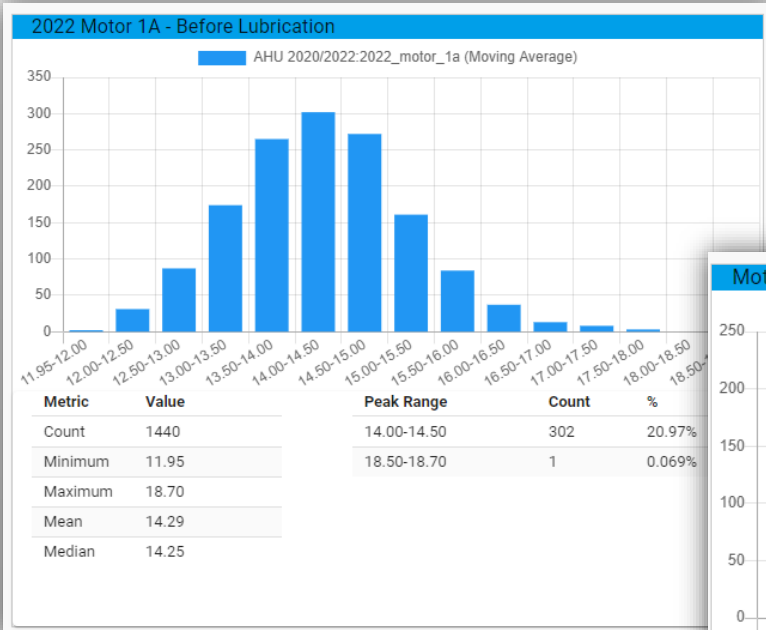 2022 Motor 1A - Before Lubrication
AHU 2020/2022:2022_motor_1a (Moving Average)
350
300
250
200
150
100
50
0
11.95-12.00 12.00-12.50 12.50-13.00 13.00-13.50 13.50-14.00 14.00-14.50 14.50-15.00 15.00-15.50 15.50-16.00 16.00-16.50 16.50-17.00 17.00-17.50 17.50-18.00 18.00-18.50 18.50-
Metric Value
Count 1440
Minimum 11.95
Maximum 18.70
Mean 14.29
Median 14.25
Peak Range Count %
14.00-14.50 302 20.97%
18.50-18.70 1 0.069%
Mot
250
200
150
100
50
0